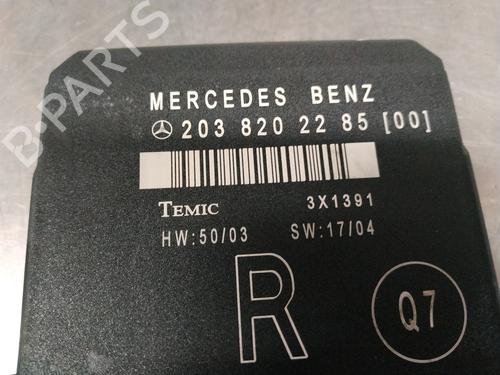 MERCEDES BENZ
203 820 22 85 [00]
TEMIC 3X1391
HW:50/03 SW:17/04
R
Q7
B-PARTS